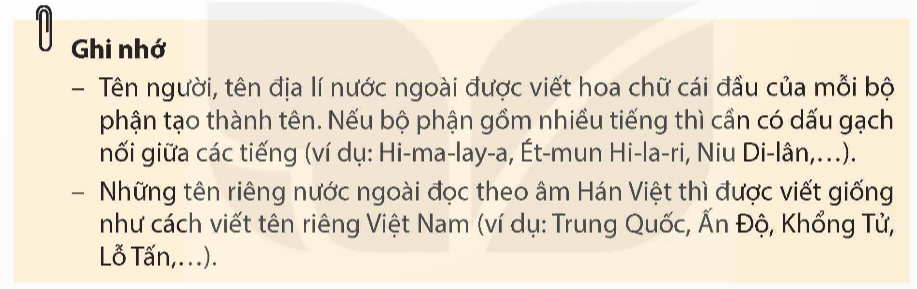 Ghi nhớ
– Tên người, tên địa lí nước ngoài được viết hoa chữ cái đầu của mỗi bộ
phận tạo thành tên. Nếu bộ phận gồm nhiều tiếng thì cần có dấu gạch
nối giữa các tiếng (ví dụ: Hi-ma-lay-a, Ét-mun Hi-la-ri, Niu Di-lân,...).
– Những tên riêng nước ngoài đọc theo âm Hán Việt thì được viết giống
như cách viết tên riêng Việt Nam (ví dụ: Trung Quốc, Ấn Độ, Khổng Tử,
Lỗ Tấn,...).